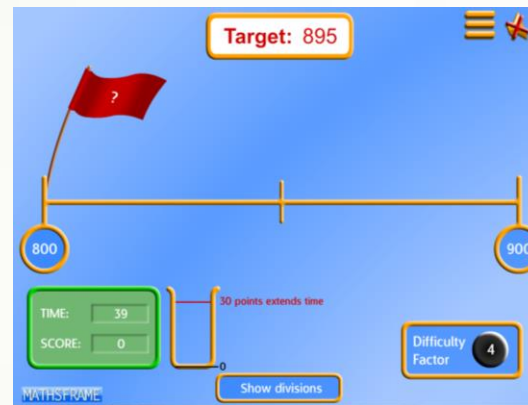 Target: 895
?
800
900
TIME: 39
SCORE: 0
30 points extends time
0
Difficulty
Factor
4
Show divisions
MATHSFRAME